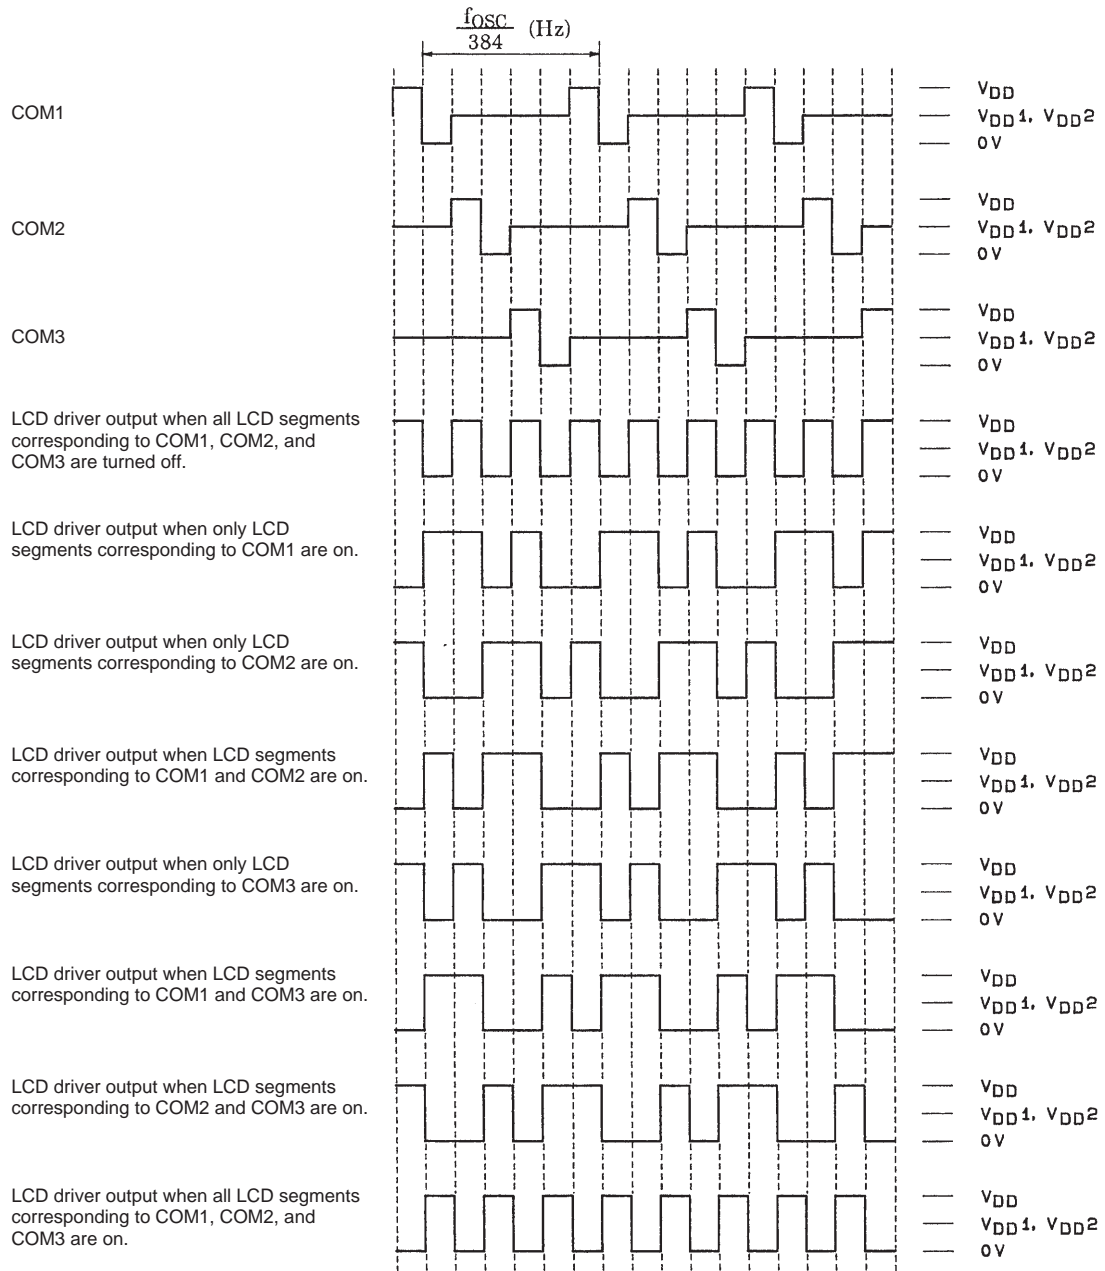 fOSC
384 (Hz)
COM1
VDD
VDD1, VDD2
0V
COM2
VDD
VDD1, VDD2
0V
COM3
VDD
VDD1, VDD2
0V
LCD driver output when all LCD segments
corresponding to COM1, COM2, and
COM3 are turned off.
VDD
VDD1, VDD2
0V
LCD driver output when only LCD
segments corresponding to COM1 are on.
VDD
VDD1, VDD2
0V
LCD driver output when only LCD
segments corresponding to COM2 are on.
VDD
VDD1, VDD2
0V
LCD driver output when LCD segments
corresponding to COM1 and COM2 are on.
VDD
VDD1, VDD2
0V
LCD driver output when only LCD
segments corresponding to COM3 are on.
VDD
VDD1, VDD2
0V
LCD driver output when LCD segments
corresponding to COM1 and COM3 are on.
VDD
VDD1, VDD2
0V
LCD driver output when LCD segments
corresponding to COM2 and COM3 are on.
VDD
VDD1, VDD2
0V
LCD driver output when all LCD segments
corresponding to COM1, COM2, and
COM3 are on.
VDD
VDD1, VDD2
0V